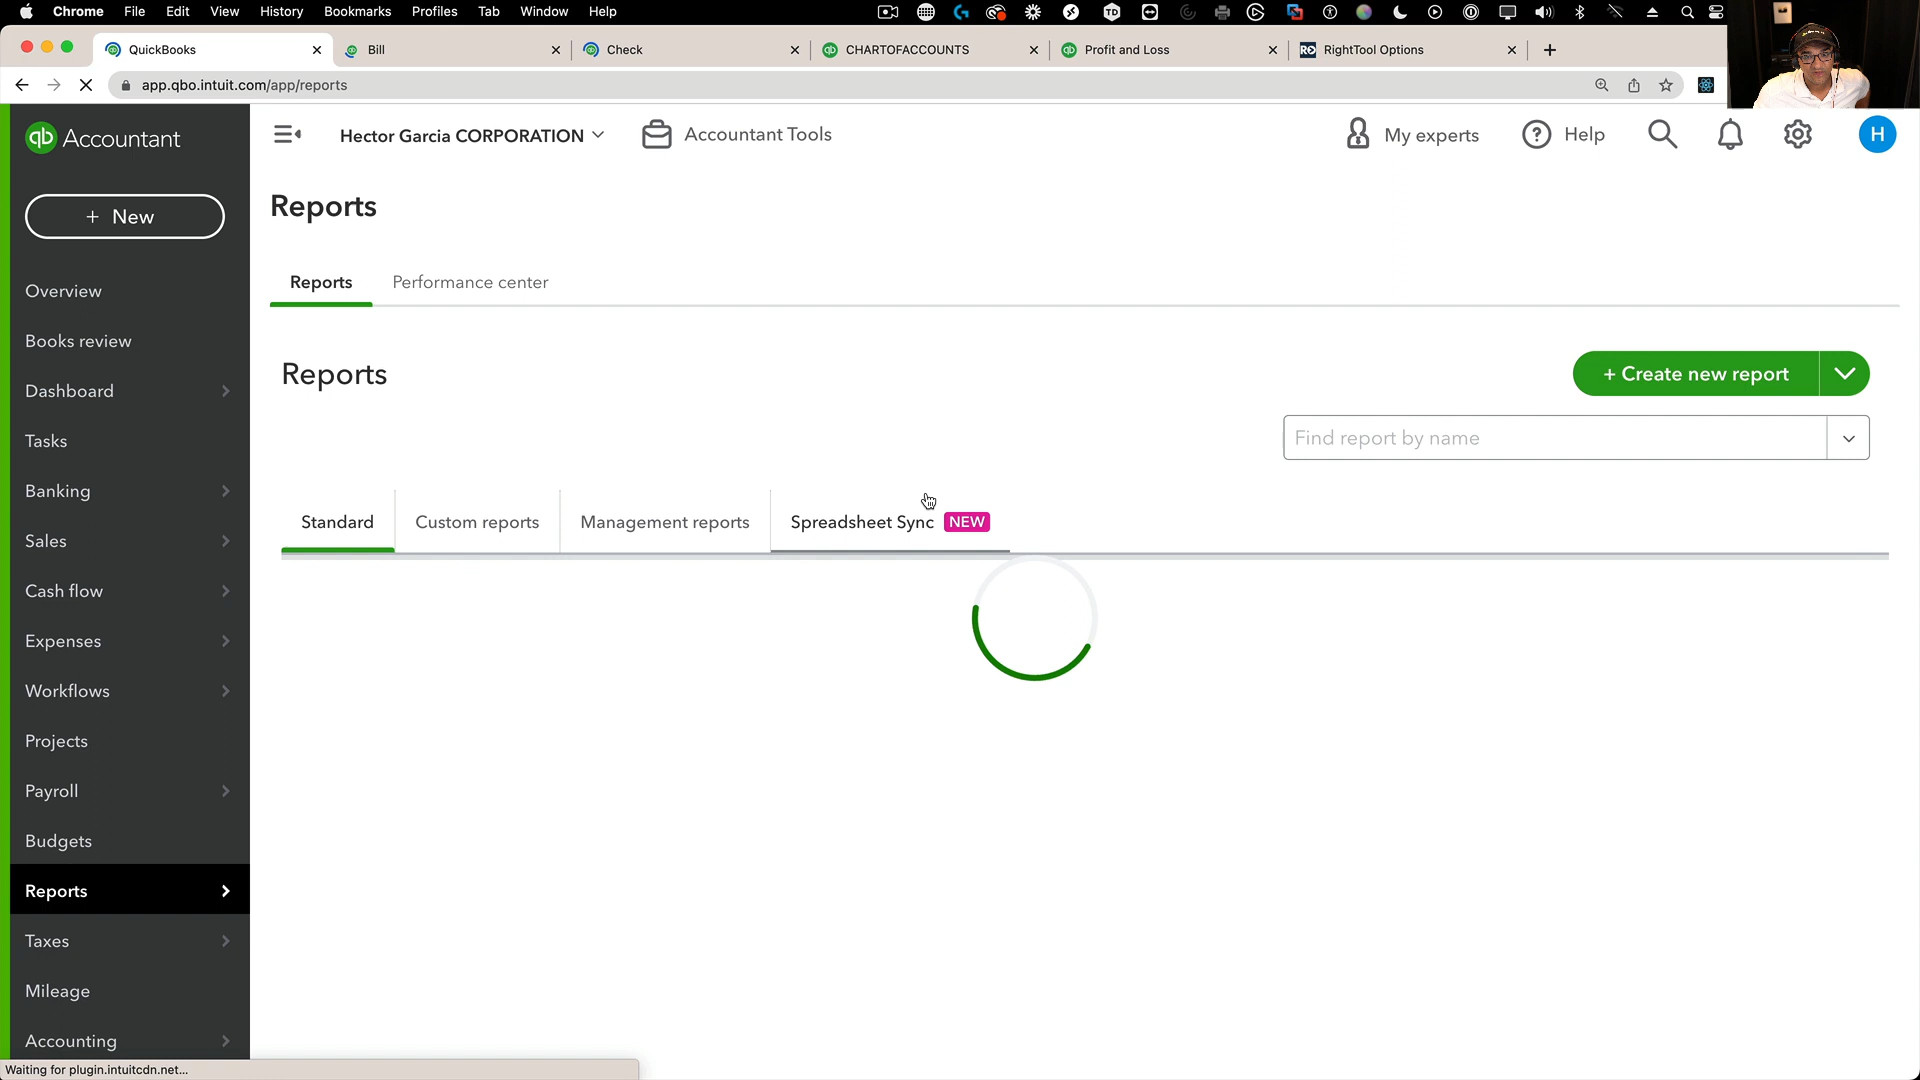 Chrome File Edit View History Bookmarks Profiles Tab Window Help
QuickBooks Bill Check CHARTOFACCOUNTS Profit and Loss RightTool Options
app.qbo.intuit.com/app/reports
qb Accountant
Hector Garcia CORPORATION Accountant Tools My experts Help H
+ New
Reports
Reports Performance center
Overview
Books review
Dashboard
Tasks
Banking
Sales
Cash flow
Expenses
Workflows
Projects
Payroll
Budgets
Reports
Taxes
Mileage
Accounting
Reports
+ Create new report
Find report by name
Standard Custom reports Management reports Spreadsheet Sync NEW
Waiting for plugin.intuitcdn.net...